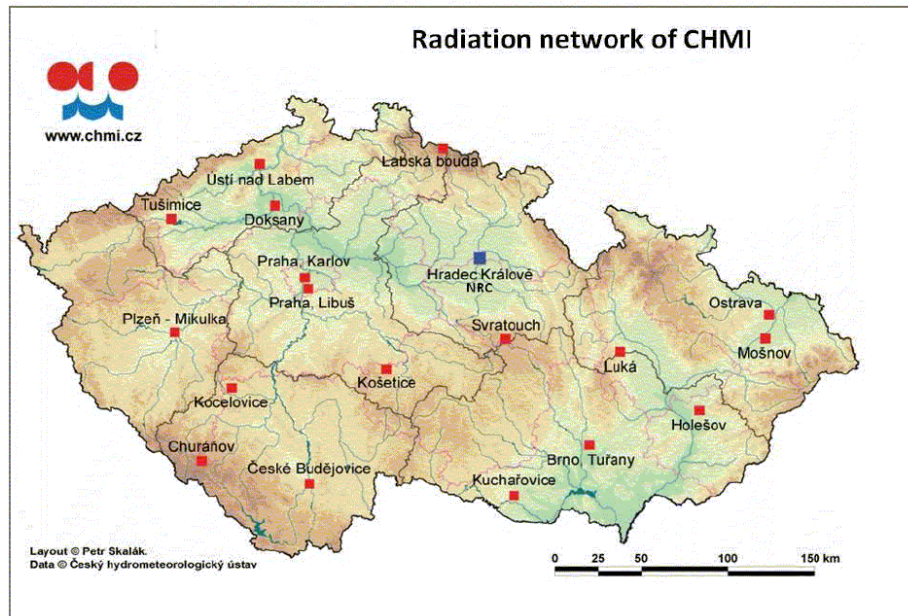 Radiation network of CHMI
www.chmi.cz
Labská bouda
Ústí nad Labem
Tušimice
Doksany
Praha, Karlov
Hradec Králové
NRC
Praha, Libuš
Ostrava
Plzeň - Mikulka
Svratouch
Mošnov
Luká
Košetice
Kocelovice
Holešov
Churáňov
Brno, Tuřany
České Budějovice
Kuchařovice
Layout © Petr Skalák.
Data © Český hydrometeorologický ústav
0 25 50 100 150 km